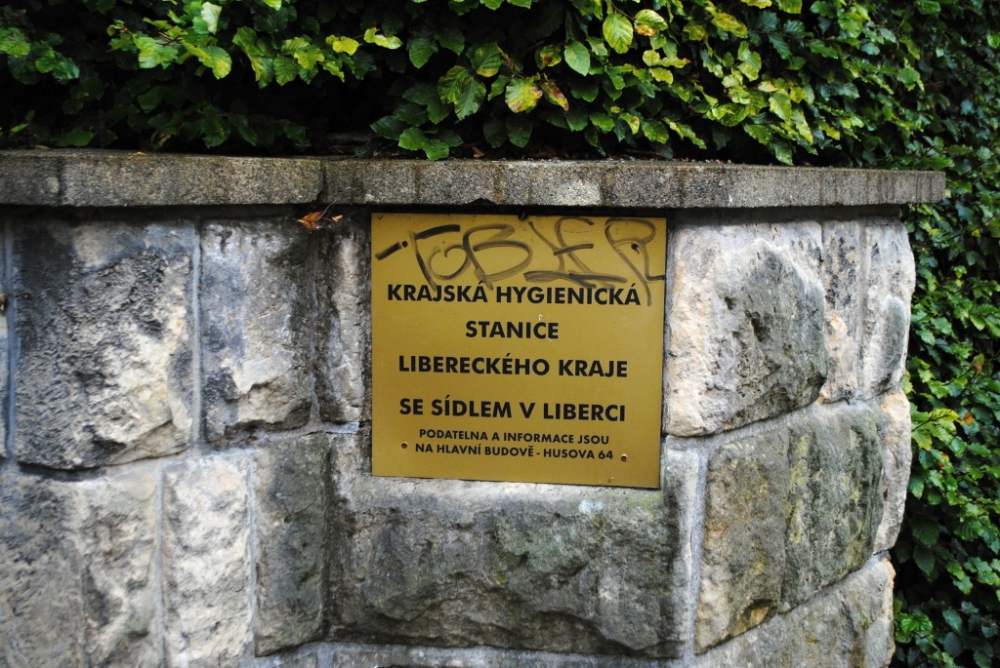 KRAJSKÁ HYGIENICKÁ
STANICE
LIBERECKÉHO KRAJE
SE SÍDLEM V LIBERCI
PODATELNA A INFORMACE JSOU
NA HLAVNÍ BUDOVĚ - HUSOVA 64